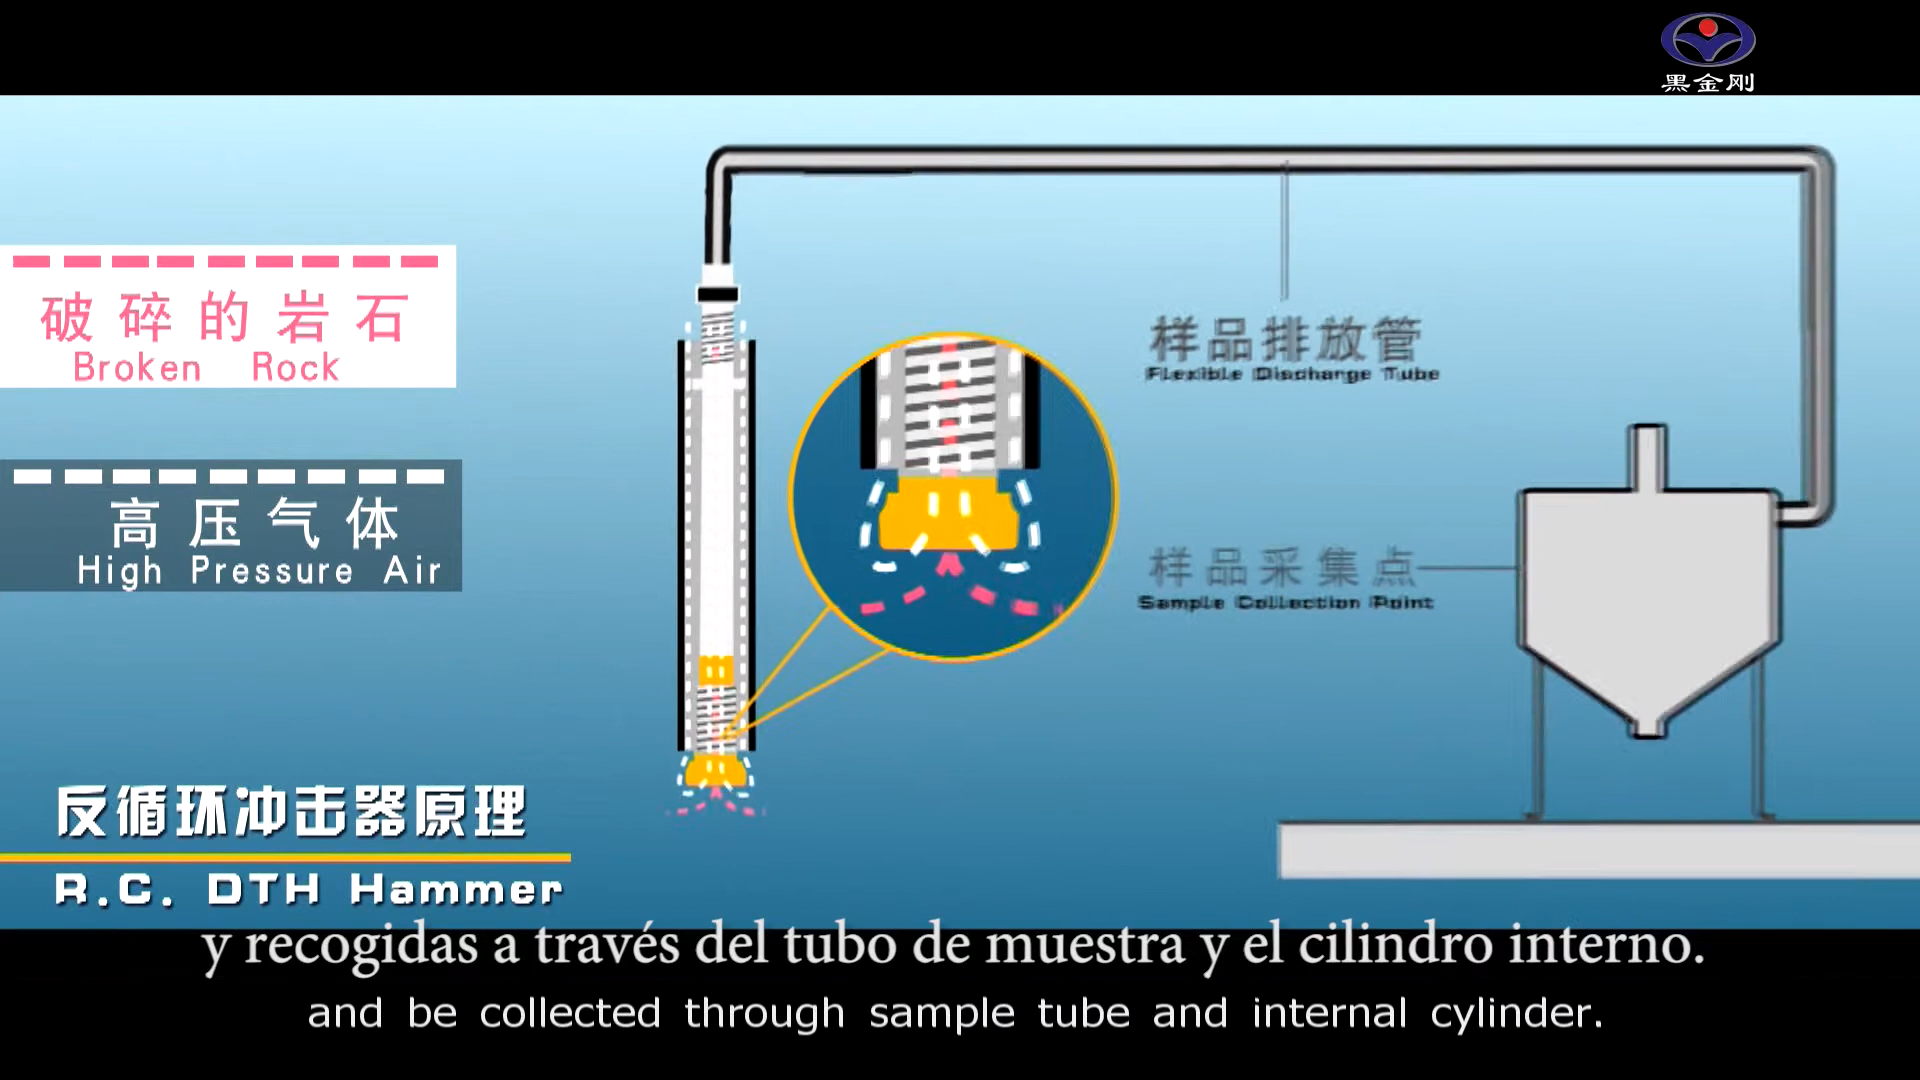 黑金刚
破碎的岩石
Broken Rock
高压气体
High Pressure Air
样品排放管
Flexible Discharge Tube
样品采集点
Sample Collection Point
反循环冲击器原理
R.C. DTH Hammer
y recogidas a través del tubo de muestra y el cilindro interno.
and be collected through sample tube and internal cylinder.